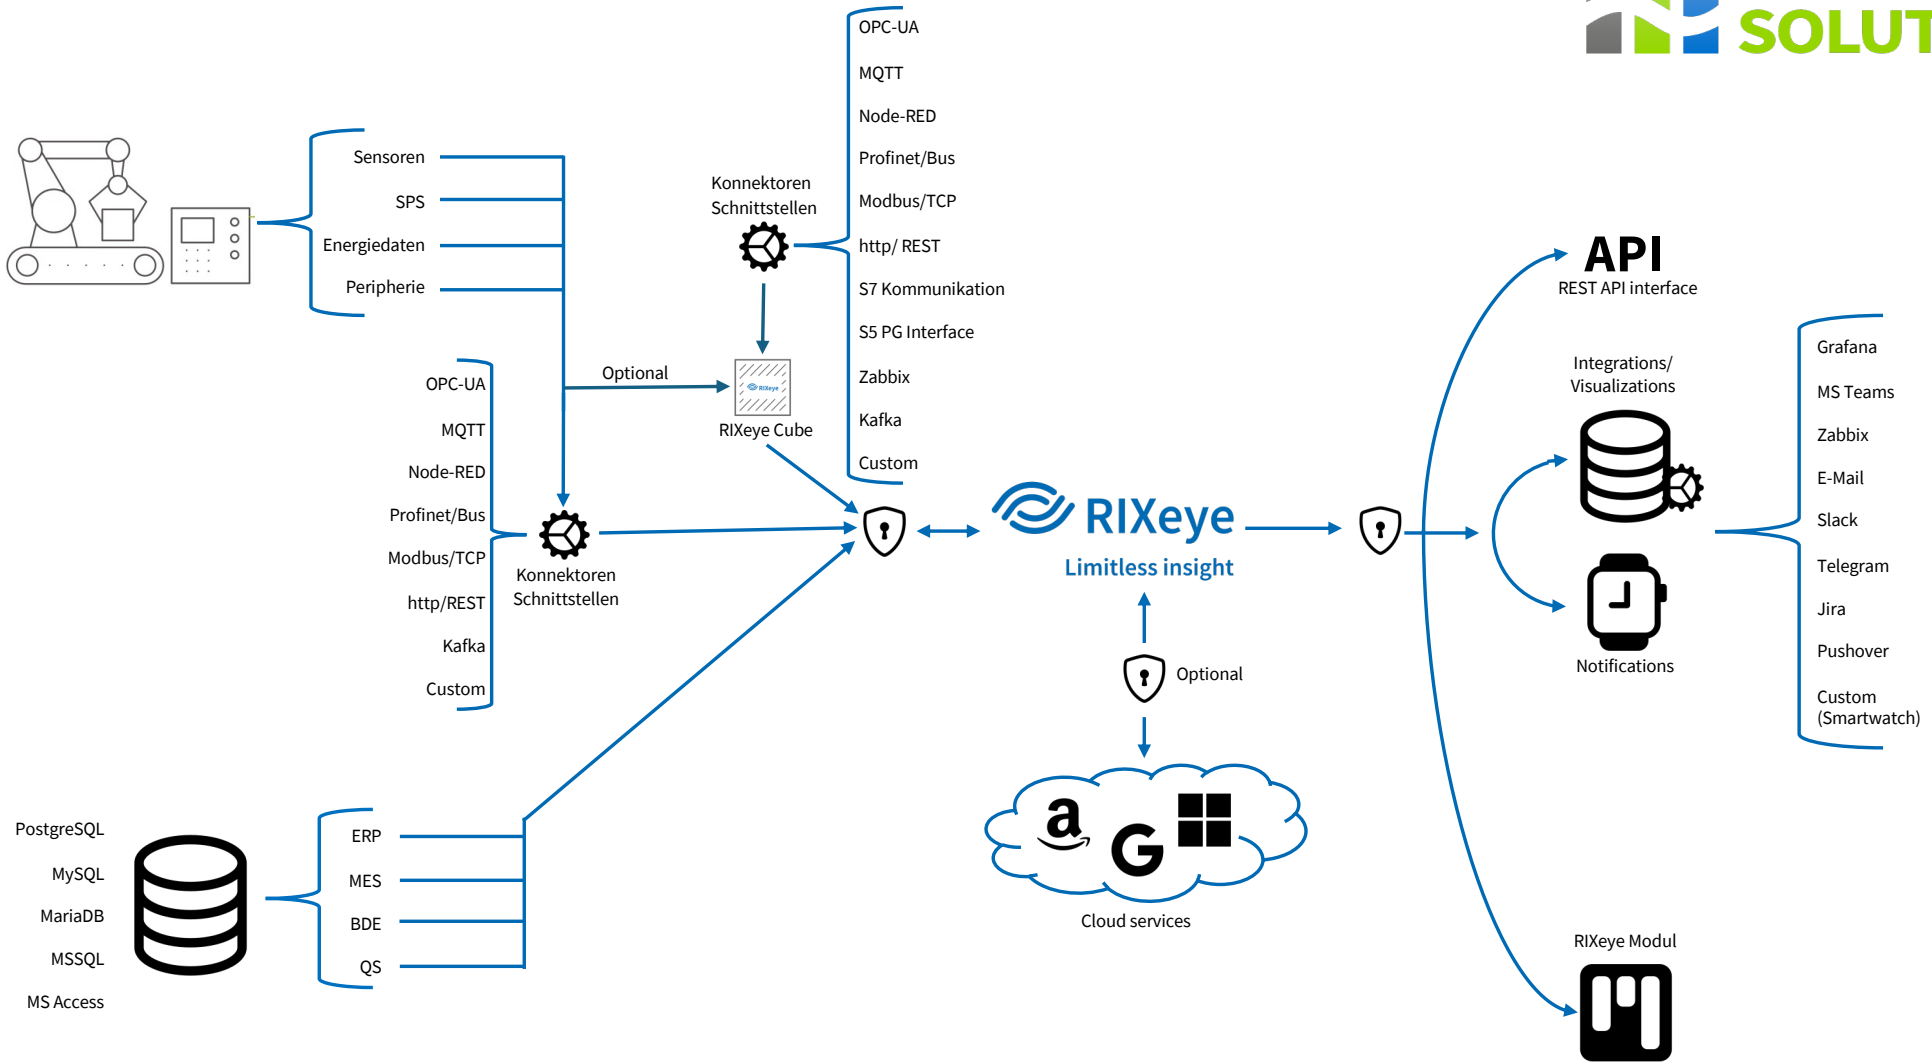 SOLUT
Sensoren
SPS
Energiedaten
Peripherie
OPC-UA
MQTT
Node-RED
Profinet/Bus
Modbus/TCP
http/REST
Kafka
Custom
Konnektoren
Schnittstellen
Optional
Konnektoren
Schnittstellen
RIXeye
RIXeye Cube
OPC-UA
MQTT
Node-RED
Profinet/Bus
Modbus/TCP
http/ REST
S7 Kommunikation
S5 PG Interface
Zabbix
Kafka
Custom
PostgreSQL
MySQL
MariaDB
MSSQL
MS Access
ERP
MES
BDE
QS
RIXeye
Limitless insight
Optional
a
G
Cloud services
API
REST API interface
Integrations/
Visualizations
Notifications
Grafana
MS Teams
Zabbix
E-Mail
Slack
Telegram
Jira
Pushover
Custom
(Smartwatch)
RIXeye Modul